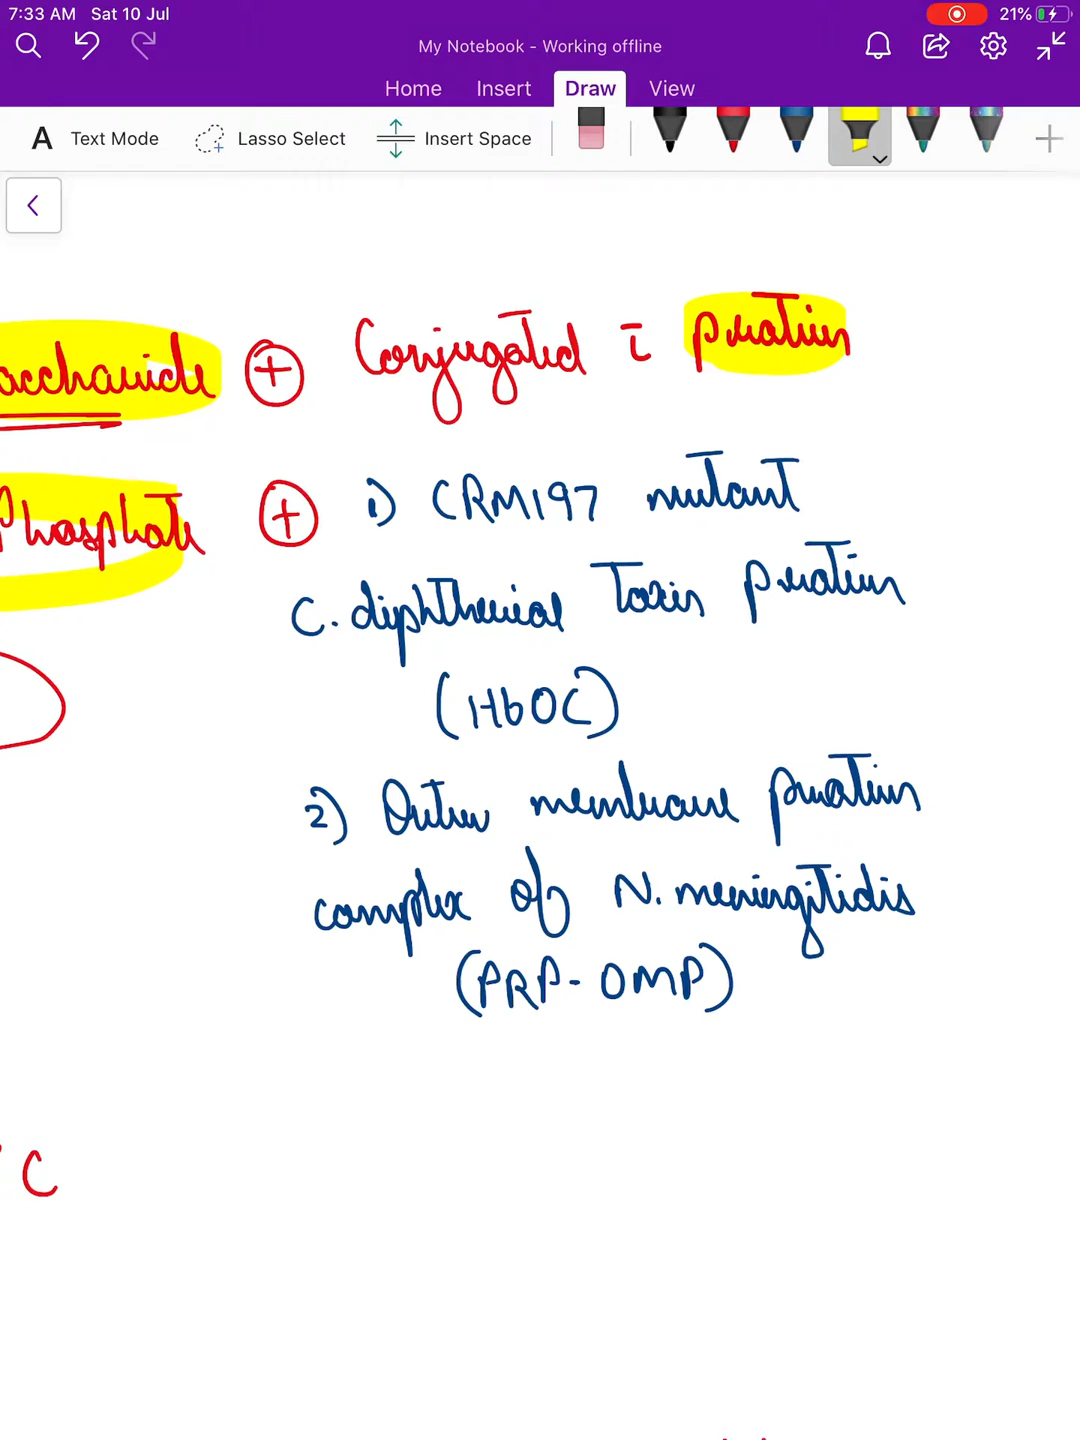 7:33 AM Sat 10 Jul 21%
My Notebook - Working offline
Home Insert Draw View
A Text Mode Lasso Select Insert Space
accharide + Conjugated c̄ protein
Phosphate + 1) CRM197 mutant
C. diphtherial Toxin protein
(HbOC)
2) Outer membrane protein
complex of N. meningitidis
(PRP-OMP)
C